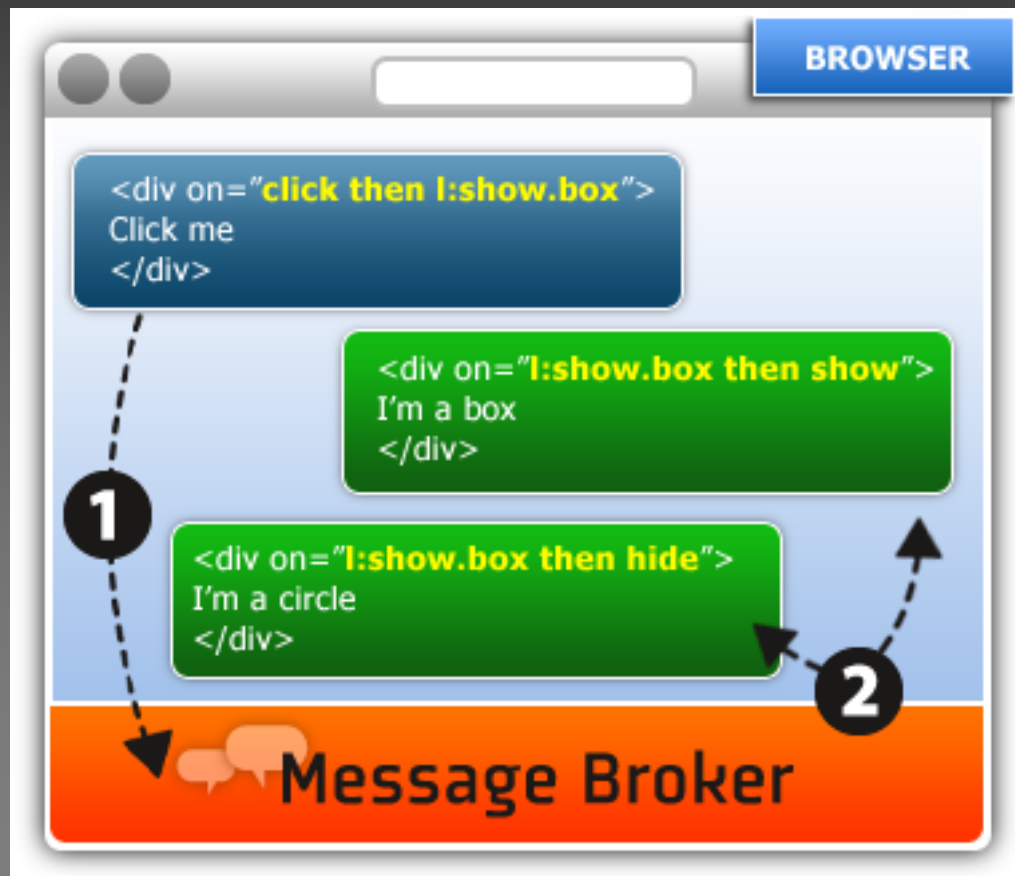 BROWSER
<div on="click then l:show.box">
Click me
</div>
<div on="l:show.box then show">
I'm a box
</div>
1
<div on="l:show.box then hide">
I'm a circle
</div>
2
Message Broker